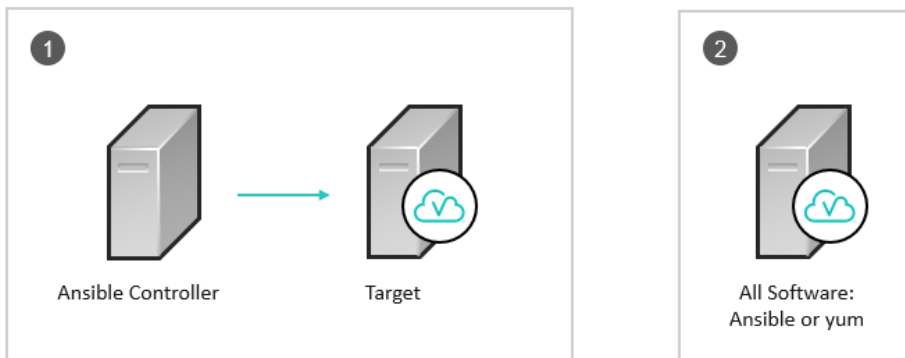 1
Ansible Controller
Target
2
All Software:
Ansible or yum